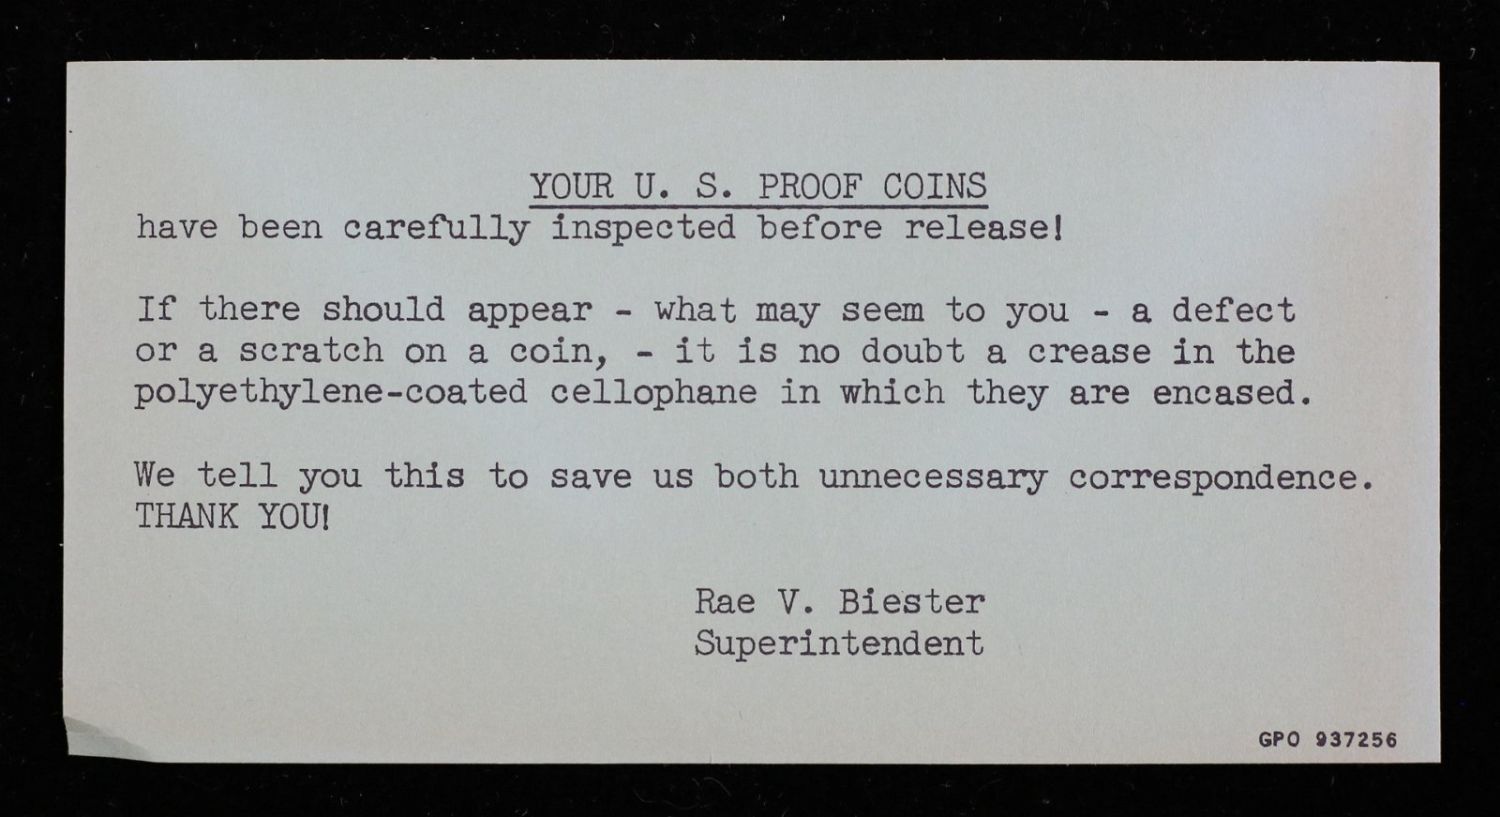 YOUR U. S. PROOF COINS
have been carefully inspected before release!
If there should appear - what may seem to you - a defect
or a scratch on a coin, - it is no doubt a crease in the
polyethylene-coated cellophane in which they are encased.
We tell you this to save us both unnecessary correspondence.
THANK YOU!
Rae V. Biester
Superintendent
GPO 937256